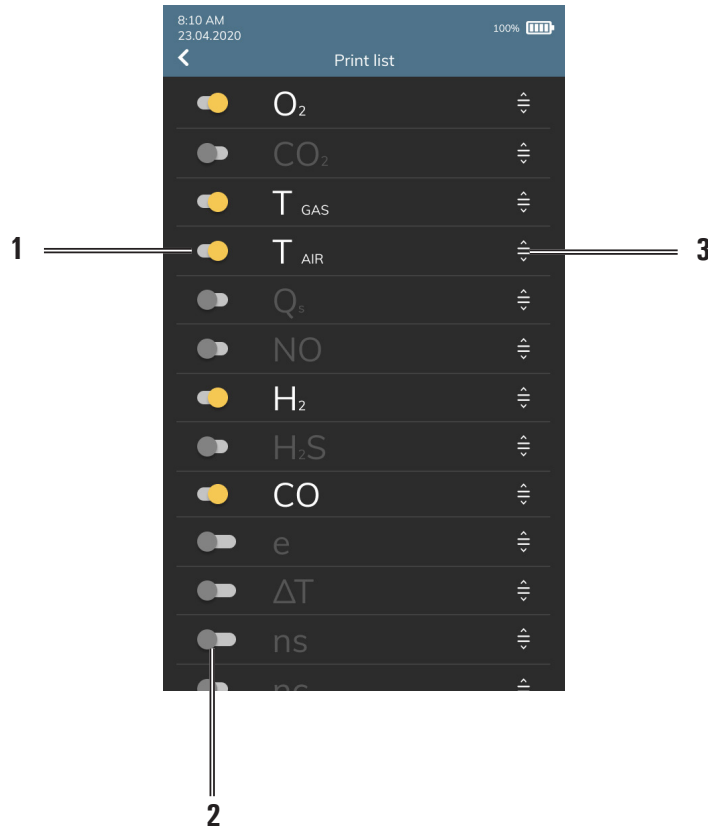 8:10 AM
23.04.2020
100%
Print list
O₂
CO₂
T GAS
1
T AIR
3
Qs
NO
H₂
H₂S
CO
e
ΔT
ns
2